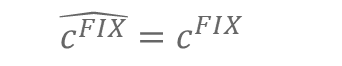 $\widehat{c^{FIX}} = c^{FIX}$